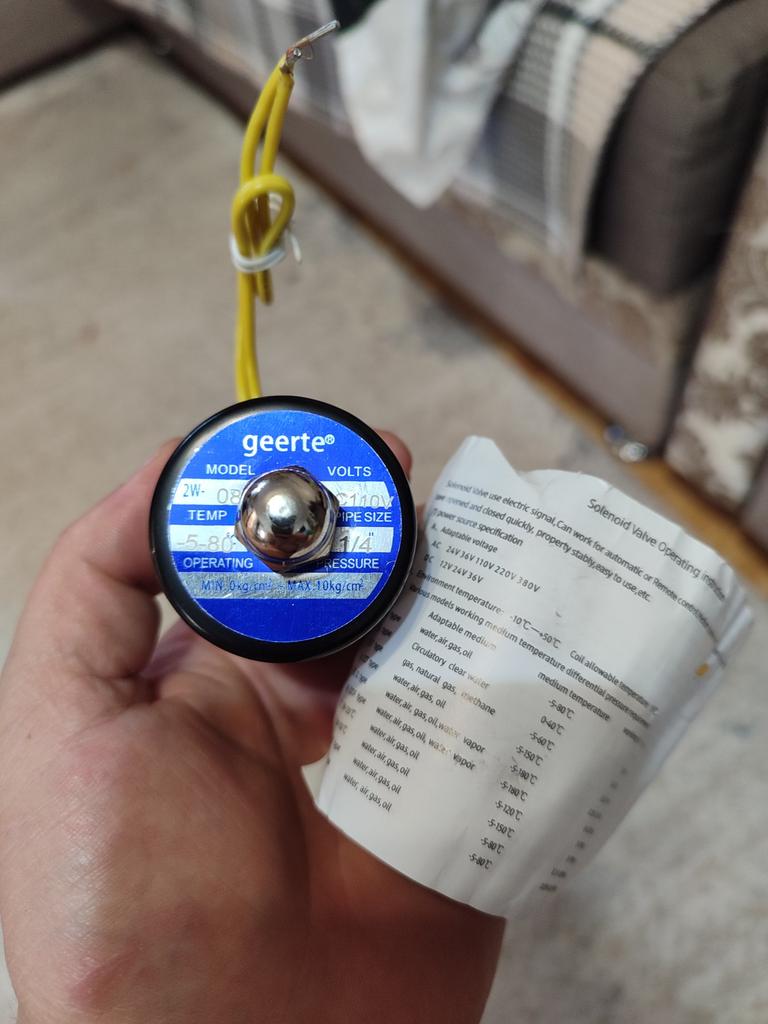 geerte®
MODEL VOLTS
2W- 08 C110V
TEMP PIPE SIZE
-5-80° 1/4"
OPERATING PRESSURE
MIN. 0kg/cm² MAX.10kg/cm²
Solenoid Valve Operating
Solenoid Valve use electric signal,Can work for automatic or Remote control
opened and closed quickly, property stably,easy to use,etc.
power source specification
A. Adaptable voltage
AC 24V 36V 110V 220V 380V
DC 12V 24V 36V
Environment temperature: -10℃—+50℃ Coil allowable temperature
various models working medium temperature differential pressure
Adaptable medium medium temperature
water,air,gas,oil -5-80℃
Circulatory clear water 0-40℃
gas, natural gas, methane -5-60℃
water,air,gas,oil -5-150℃
water,air,gas,oil,water vapor -5-180℃
water,air,gas,oil, water vapor -5-180℃
water,air,gas,oil -5-120℃
water,air,gas,oil -5-150℃
water,air,gas,oil -5-80℃
water,air,gas,oil -5-80℃